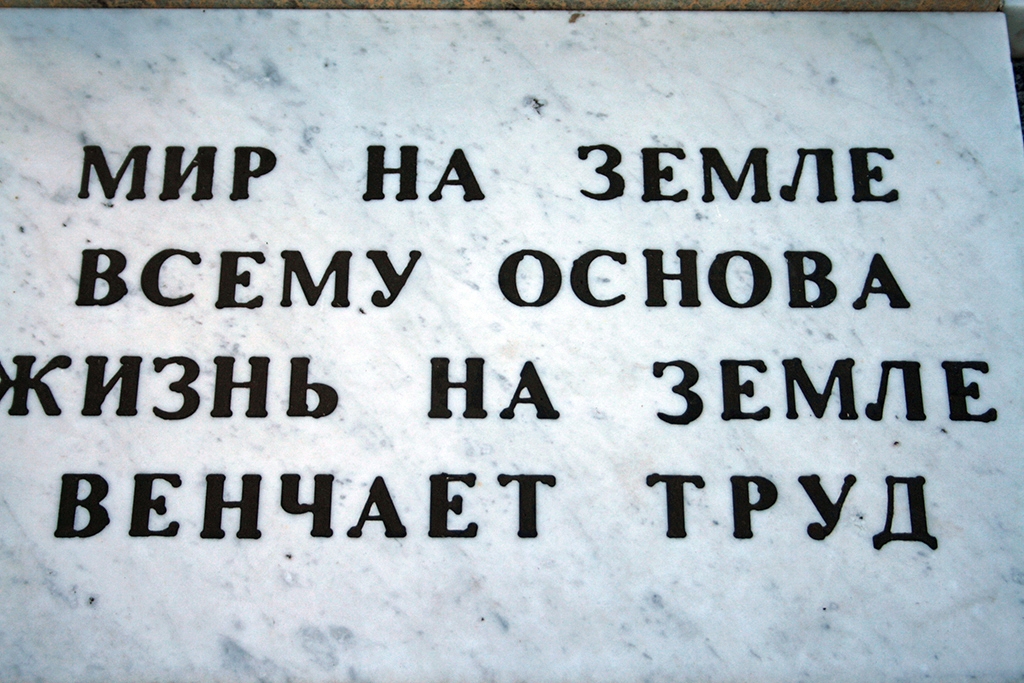 МИР НА ЗЕМЛЕ
ВСЕМУ ОСНОВА
ЖИЗНЬ НА ЗЕМЛЕ
ВЕНЧАЕТ ТРУД